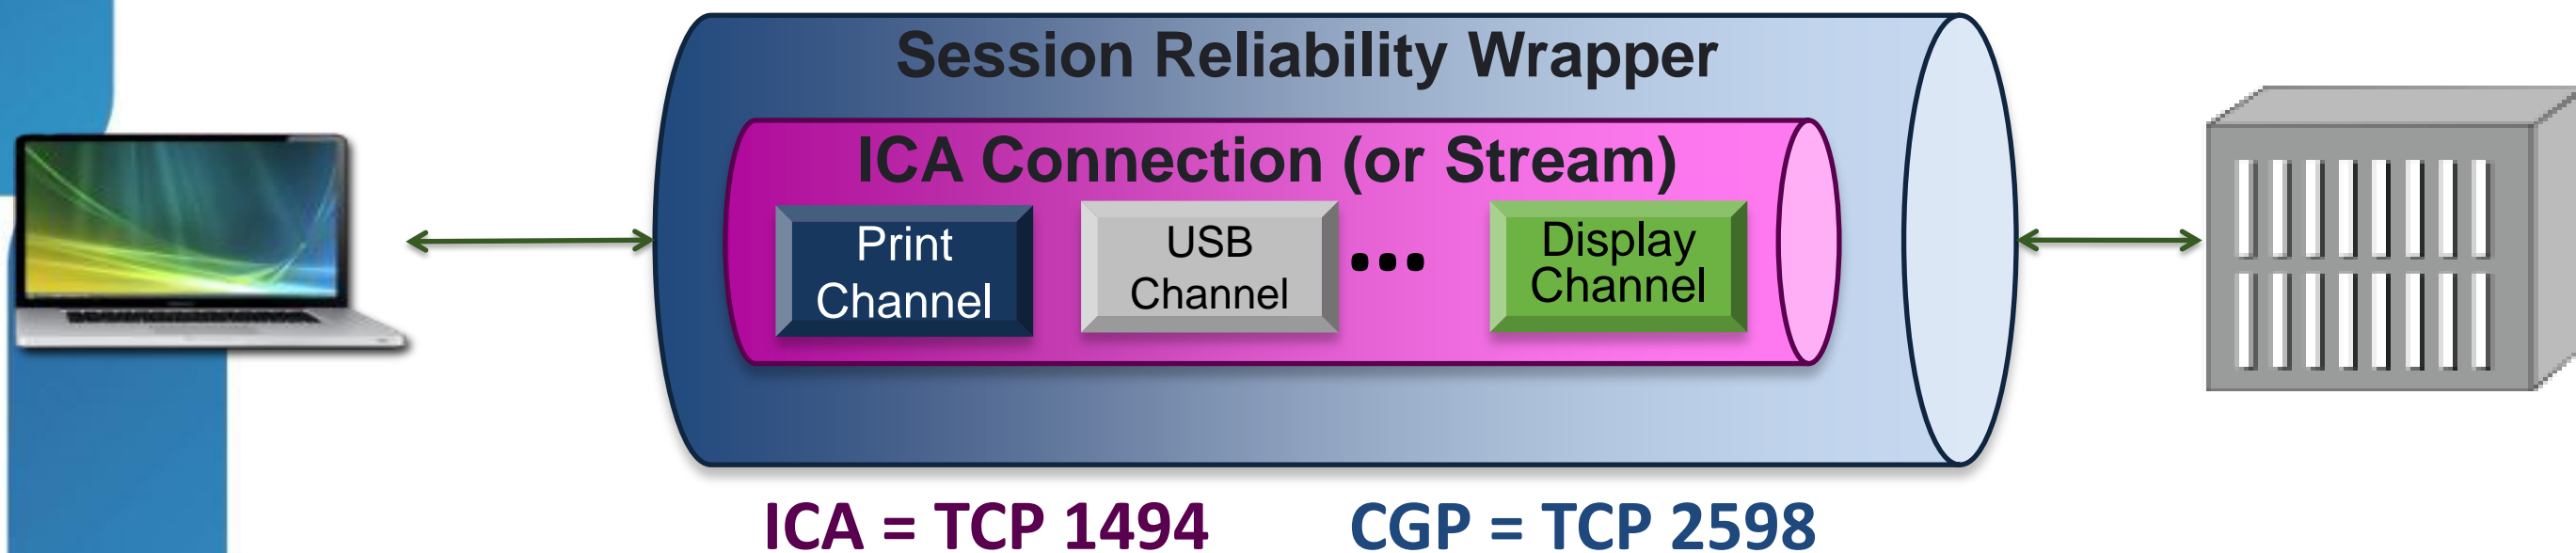 Session Reliability Wrapper
ICA Connection (or Stream)
Print
Channel
USB
Channel
...
Display
Channel
ICA = TCP 1494
CGP = TCP 2598